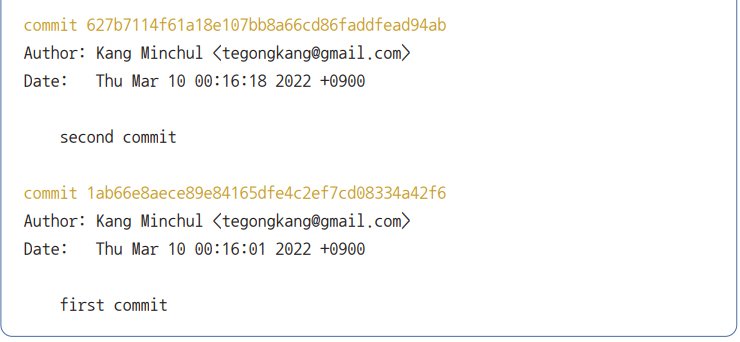 commit 627b7114f61a18e107bb8a66cd86faddfead94ab
Author: Kang Minchul <tegongkang@gmail.com>
Date:   Thu Mar 10 00:16:18 2022 +0900
second commit
commit 1ab66e8aece89e84165dfe4c2ef7cd08334a42f6
Author: Kang Minchul <tegongkang@gmail.com>
Date:   Thu Mar 10 00:16:01 2022 +0900
first commit